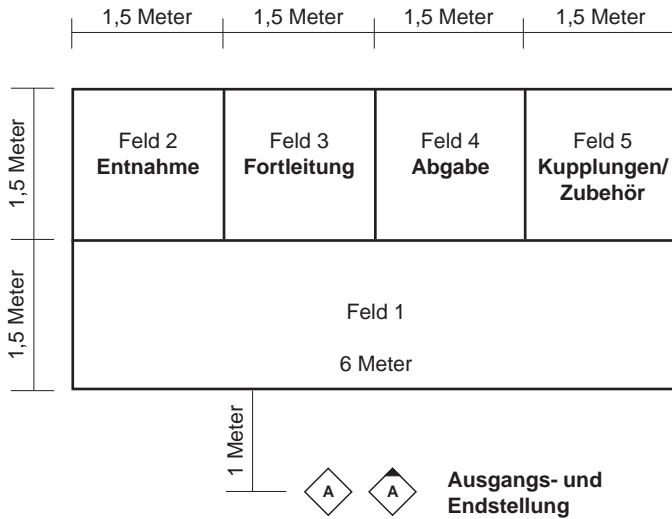 1,5 Meter 1,5 Meter 1,5 Meter 1,5 Meter
1,5 Meter
Feld 2
Entnahme
Feld 3
Fortleitung
Feld 4
Abgabe
Feld 5
Kupplungen/
Zubehör
1,5 Meter
Feld 1
6 Meter
1 Meter
A
A
Ausgangs- und
Endstellung